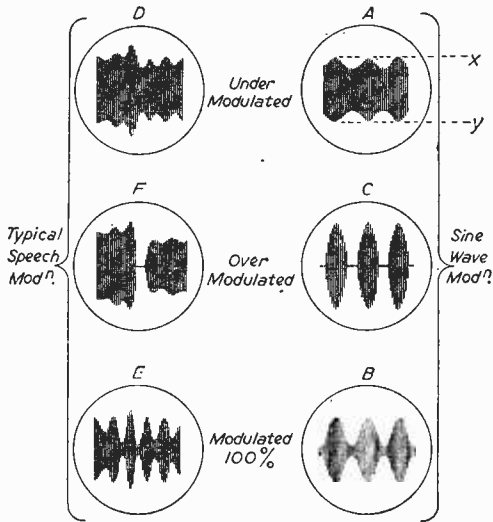 D
A
Under
Modulated
x
y
F
C
Typical
Speech
Modn.
Over
Modulated
Sine
Wave
Modn.
E
B
Modulated
100%